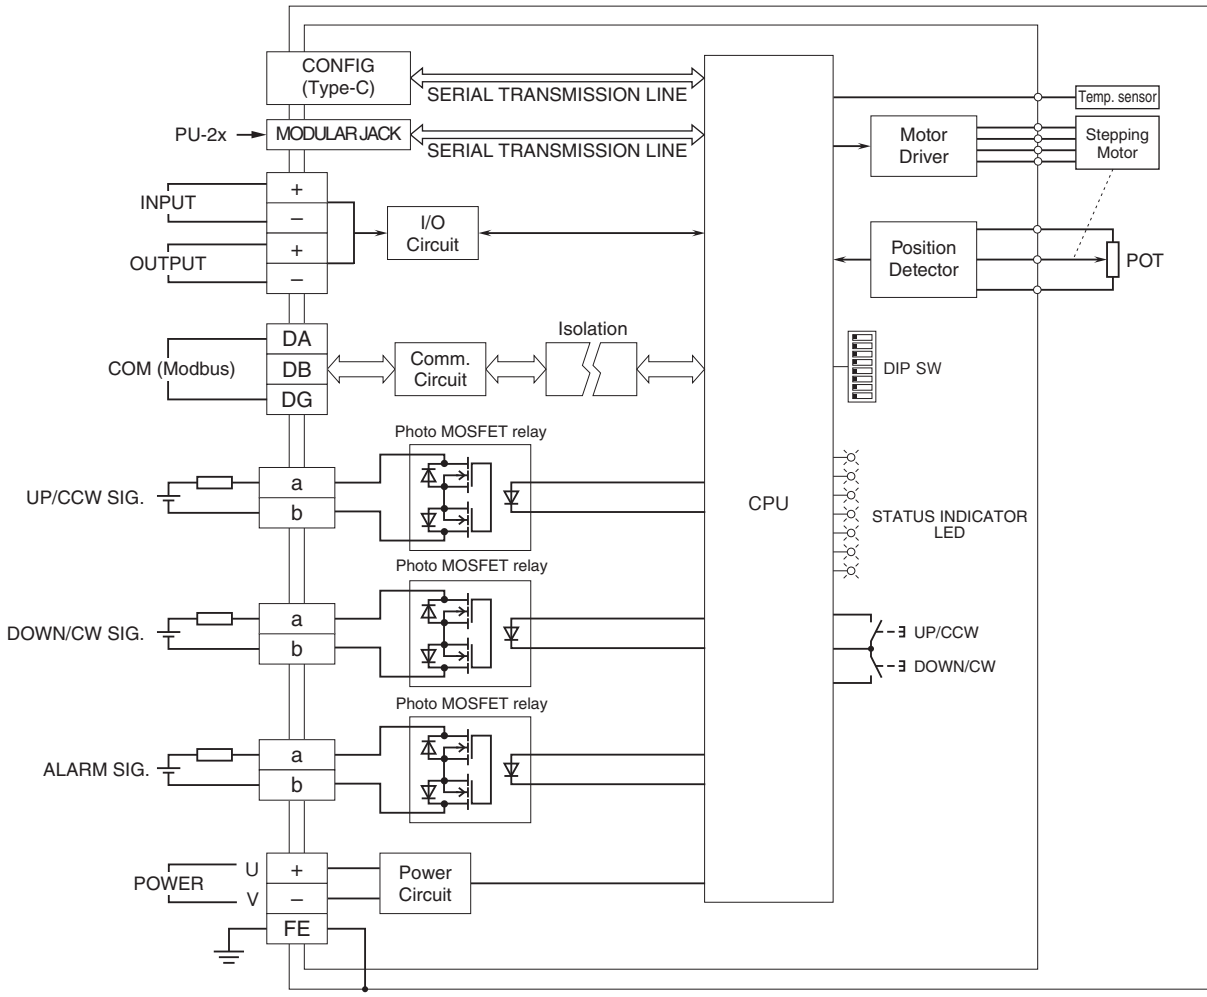 CONFIG
(Type-C)
SERIAL TRANSMISSION LINE
PU-2x
MODULAR JACK
SERIAL TRANSMISSION LINE
INPUT
+
−
OUTPUT
+
−
I/O
Circuit
COM (Modbus)
DA
DB
DG
Comm.
Circuit
Isolation
Photo MOSFET relay
UP/CCW SIG.
a
b
Photo MOSFET relay
DOWN/CW SIG.
a
b
Photo MOSFET relay
ALARM SIG.
a
b
POWER
U
V
+
−
FE
Power
Circuit
CPU
Temp. sensor
Motor
Driver
Stepping
Motor
Position
Detector
POT
DIP SW
STATUS INDICATOR
LED
UP/CCW
DOWN/CW